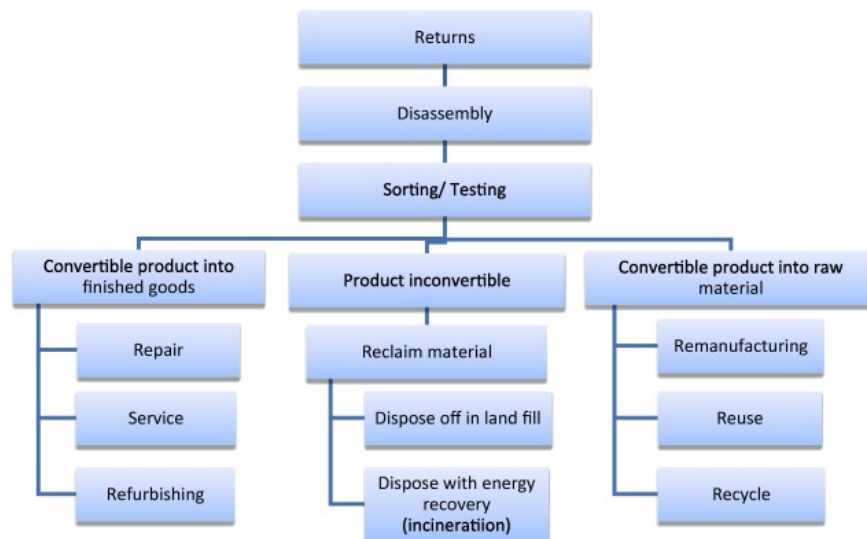 Returns
Disassembly
Sorting/ Testing
Convertible product into
finished goods
Product inconvertible
Convertible product into raw
material
Repair
Reclaim material
Remanufacturing
Service
Dispose off in land fill
Reuse
Refurbishing
Dispose with energy
recovery
(incineratiion)
Recycle